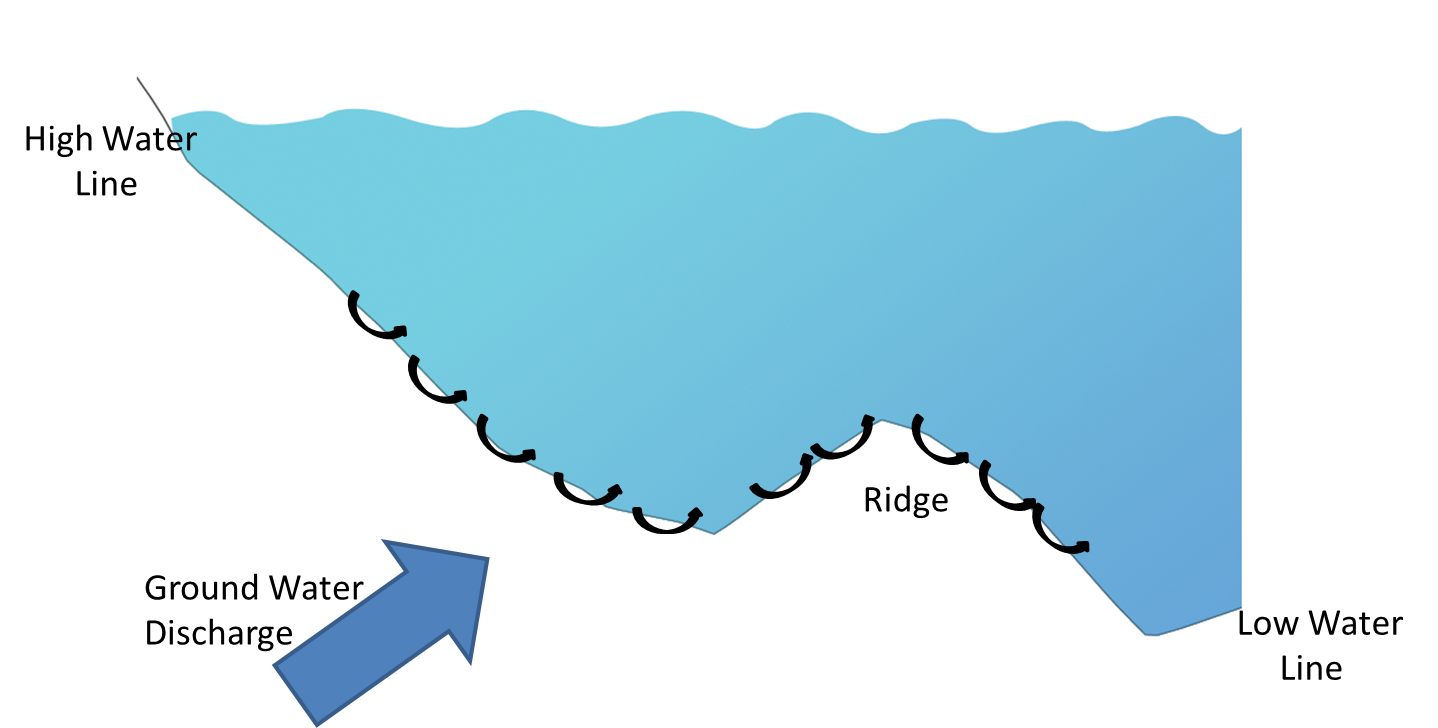 High Water
Line
Ridge
Ground Water
Discharge
Low Water
Line